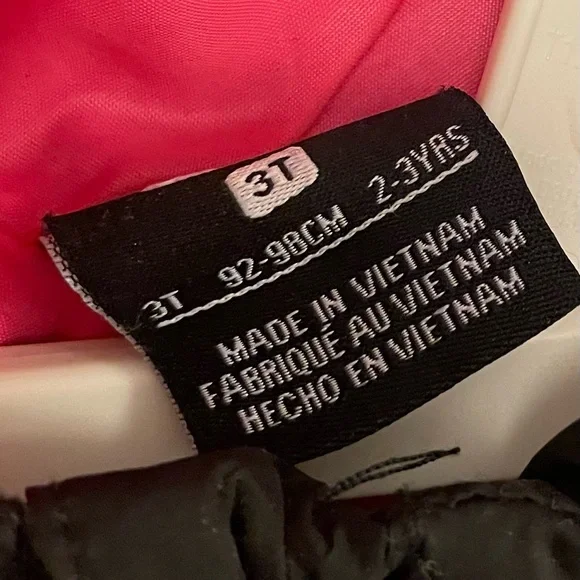 3T
3T 92-98CM 2-3YRS
MADE IN VIETNAM
FABRIQUÉ AU VIETNAM
HECHO EN VIETNAM